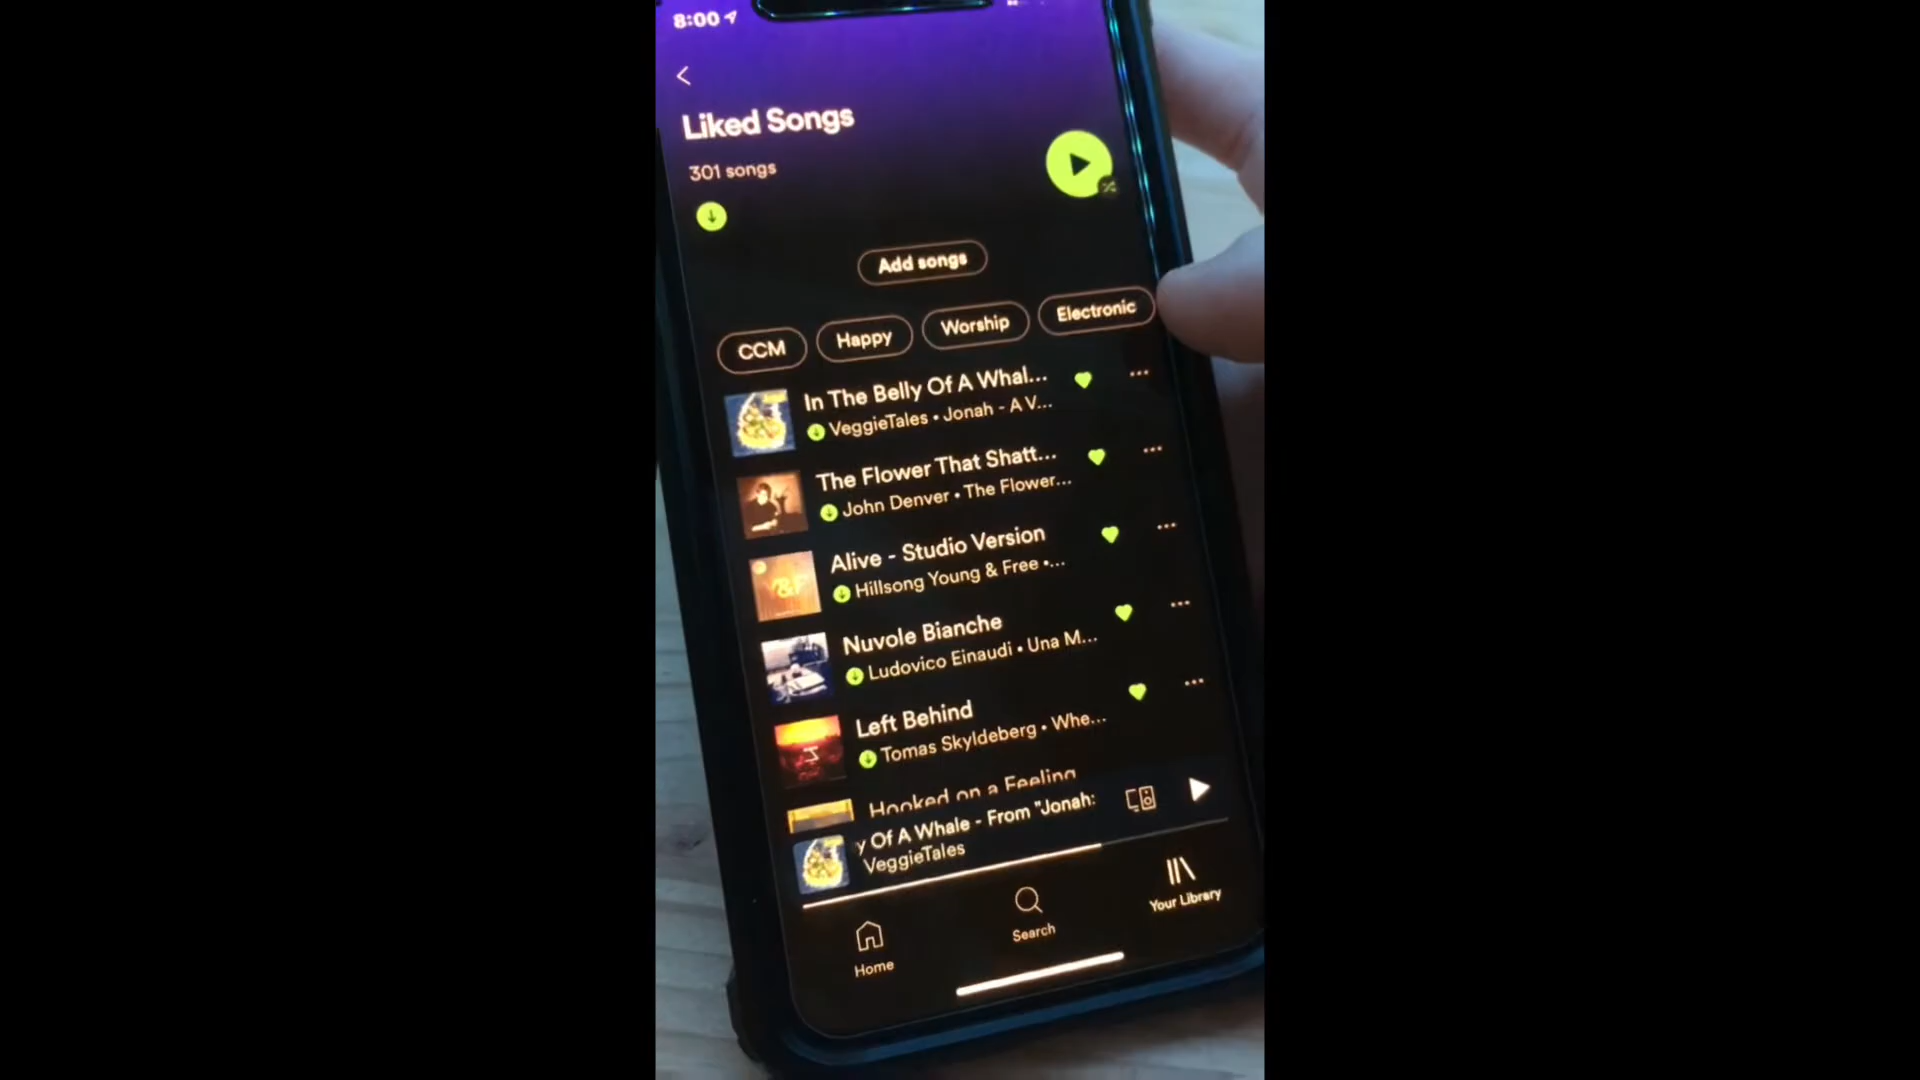 8:00
Liked Songs
301 songs
Add songs
CCM
Happy
Worship
Electronic
In The Belly Of A Whal...
VeggieTales • Jonah - A V...
The Flower That Shatt...
John Denver • The Flower...
Alive - Studio Version
Hillsong Young & Free •...
Y&F
Nuvole Bianche
Ludovico Einaudi • Una M...
Left Behind
Tomas Skyldeberg • Whe...
Hooked on a Feeling
y Of A Whale - From "Jonah:
VeggieTales
Home
Search
Your Library